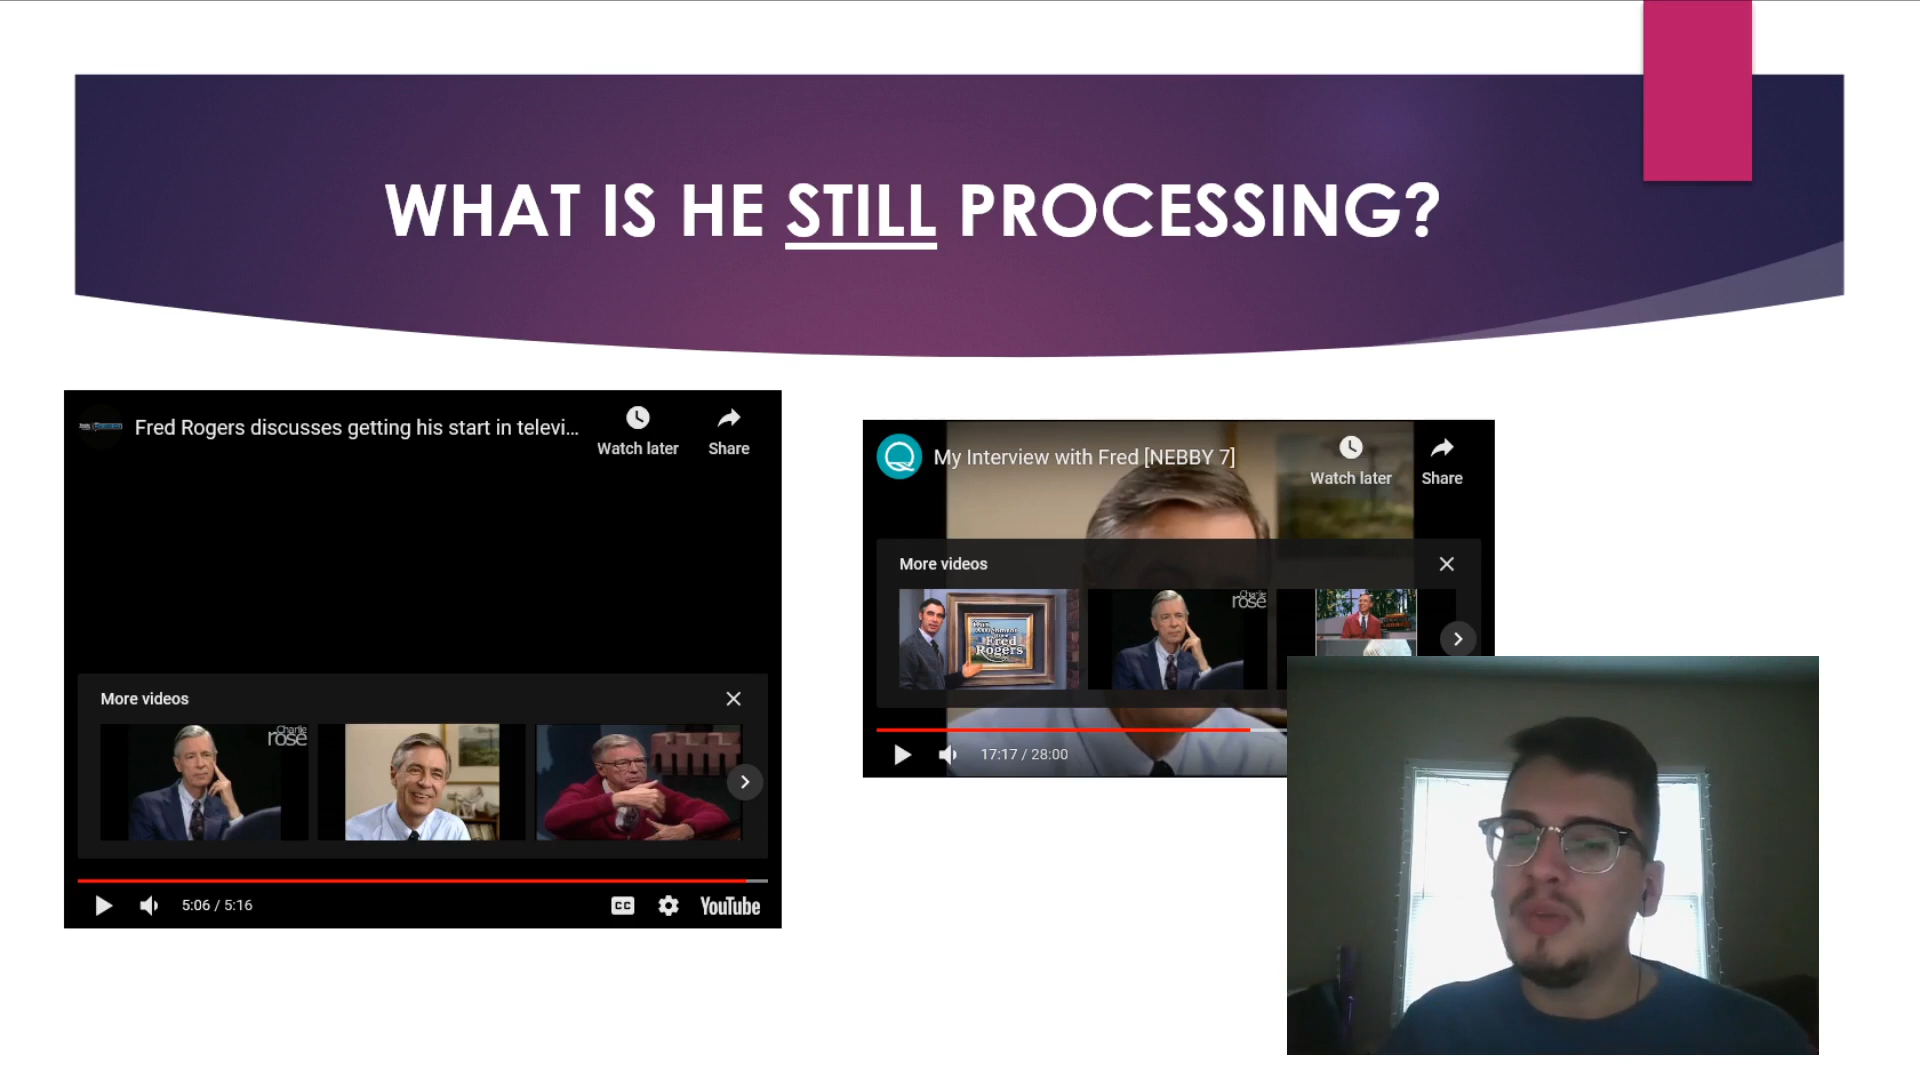 WHAT IS HE STILL PROCESSING?
Fred Rogers discusses getting his start in televi...
Watch later
Share
More videos
Charlie
rose
5:06 / 5:16
CC
YouTube
My Interview with Fred [NEBBY 7]
Watch later
Share
More videos
Fred
Rogers
Charlie
rose
17:17 / 28:00